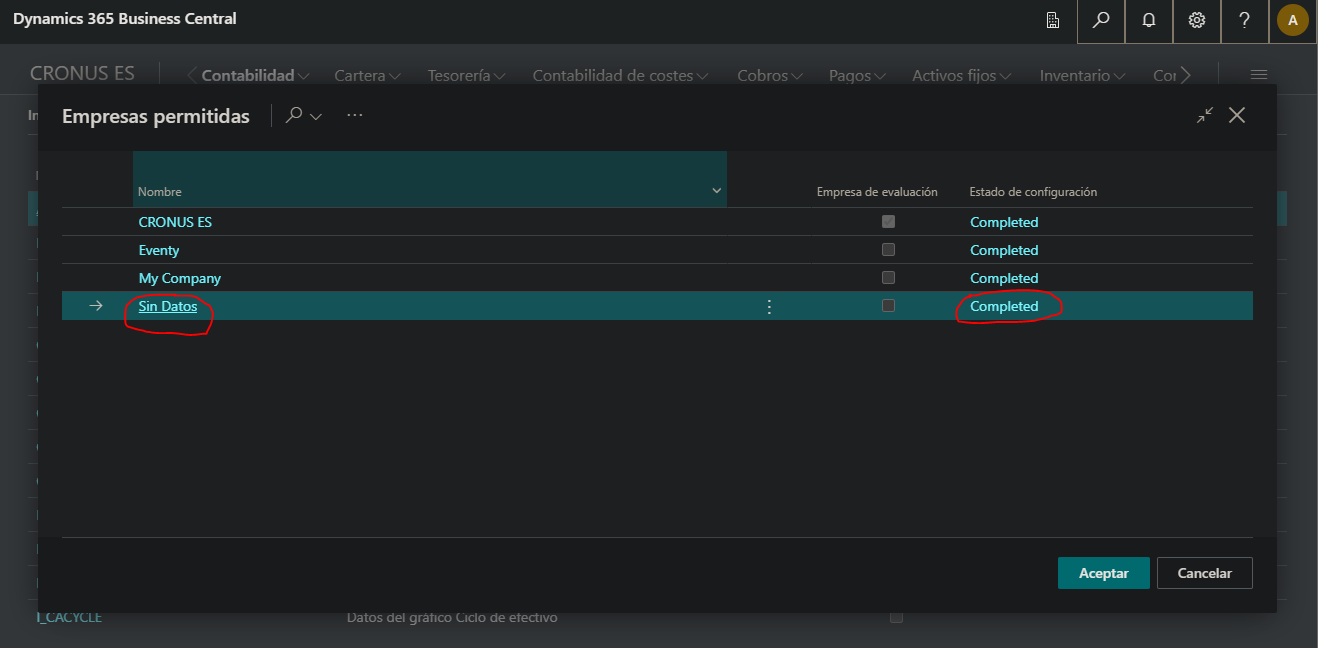 Dynamics 365 Business Central
A
CRONUS ES
Contabilidad Cartera Tesorería Contabilidad de costes Cobros Pagos Activos fijos Inventario Cor
In
Empresas permitidas
Nombre Empresa de evaluación Estado de configuración
CRONUS ES Completed
Eventy Completed
My Company Completed
Sin Datos Completed
Aceptar Cancelar
I_CACYCLE Datos del gráfico Ciclo de efectivo